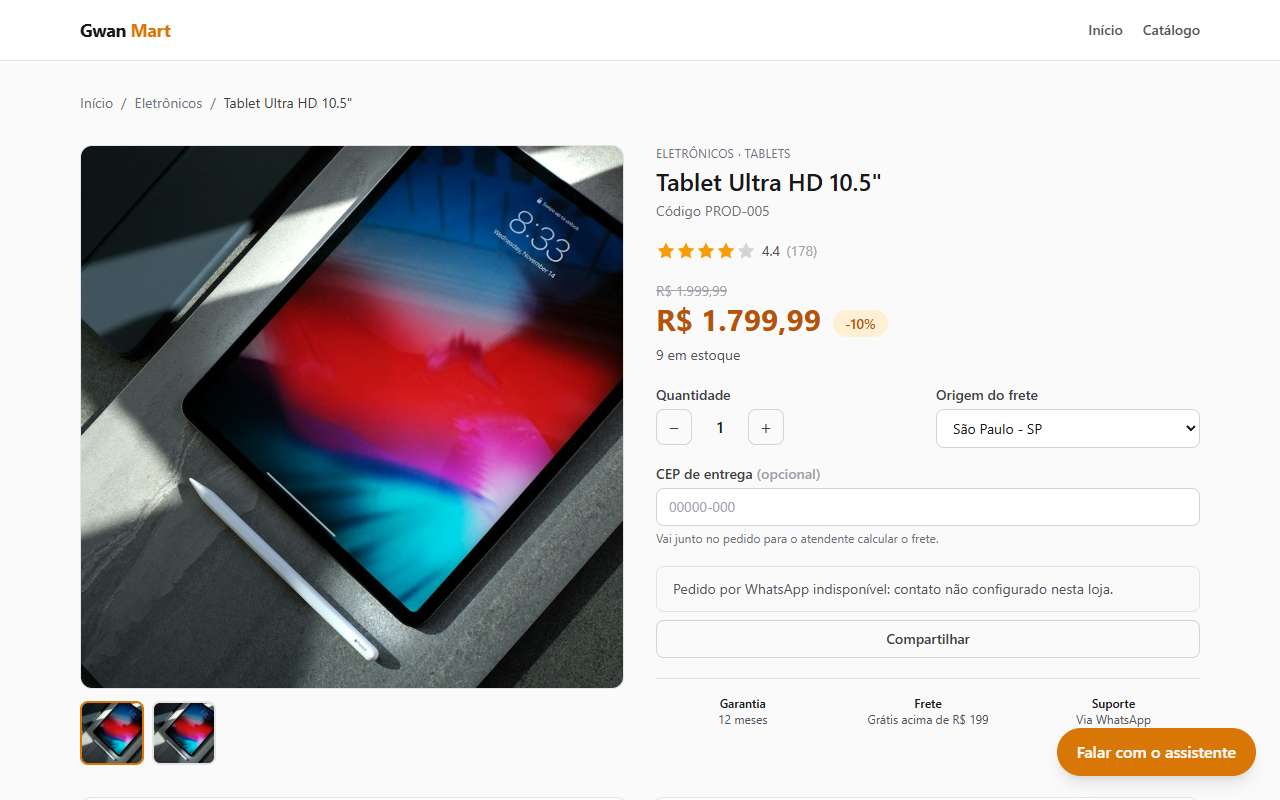 Gwan Mart
Início
Catálogo
Início / Eletrônicos / Tablet Ultra HD 10.5"
8:33
Wednesday, November 14
ELETRÔNICOS · TABLETS
Tablet Ultra HD 10.5"
Código PROD-005
4.4 (178)
R$ 1.999,99
R$ 1.799,99 -10%
9 em estoque
Quantidade
− 1 +
Origem do frete
São Paulo - SP
CEP de entrega (opcional)
00000-000
Vai junto no pedido para o atendente calcular o frete.
Pedido por WhatsApp indisponível: contato não configurado nesta loja.
Compartilhar
Garantia
12 meses
Frete
Grátis acima de R$ 199
Suporte
Via WhatsApp
Falar com o assistente